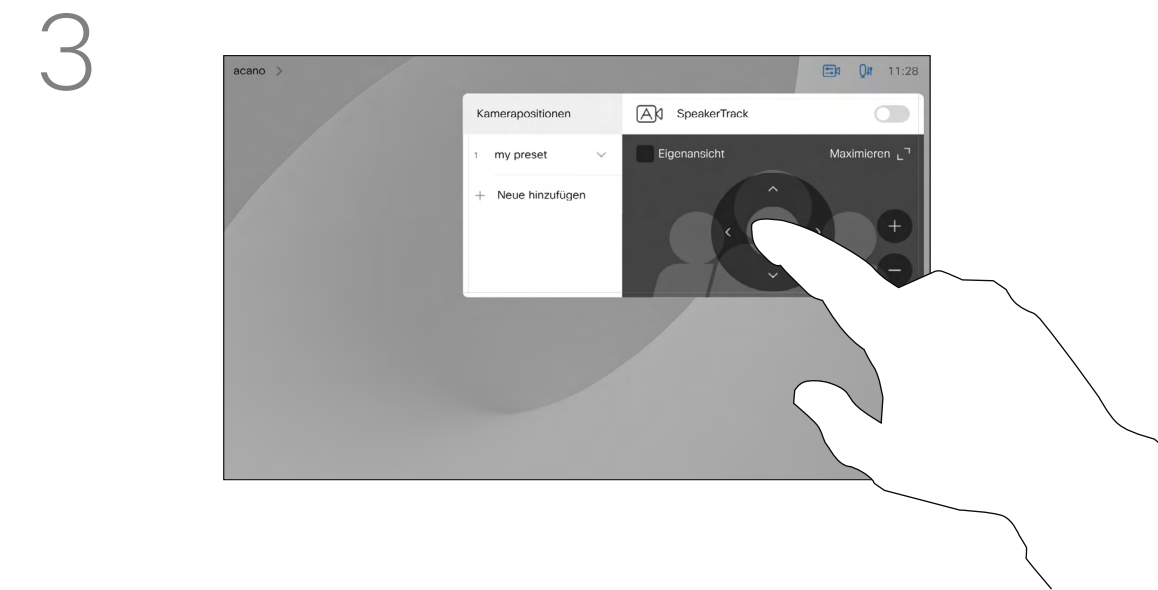 3
acano >
11:28
Kamerapositionen
SpeakerTrack
1 my preset
Eigenansicht
Maximieren
+ Neue hinzufügen